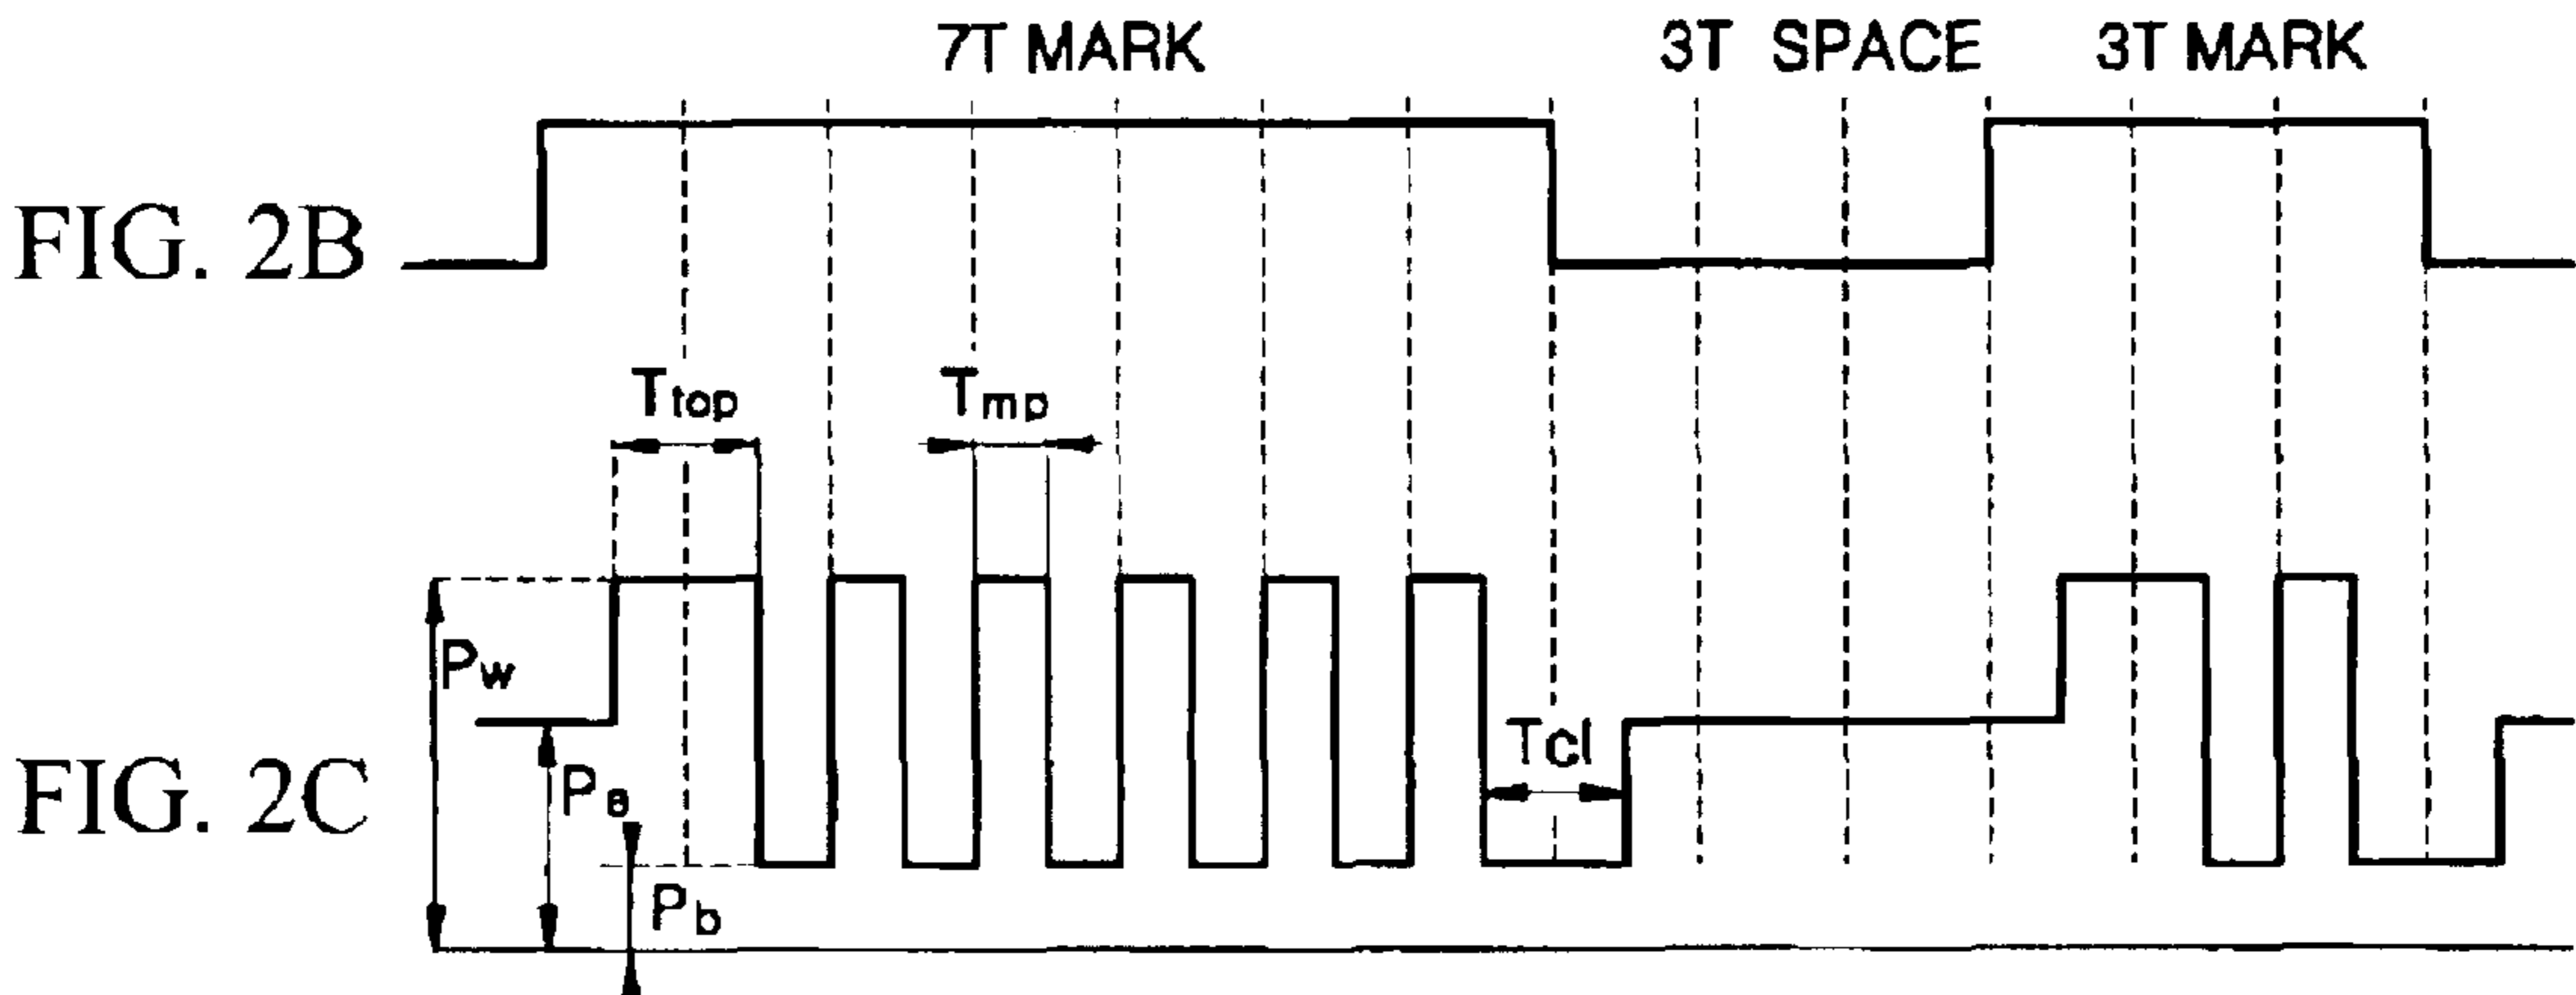 7T MARK 3T SPACE 3T MARK
FIG. 2B
Ttop Tmp
Pw
Tcl
Pe
FIG. 2C
Pb